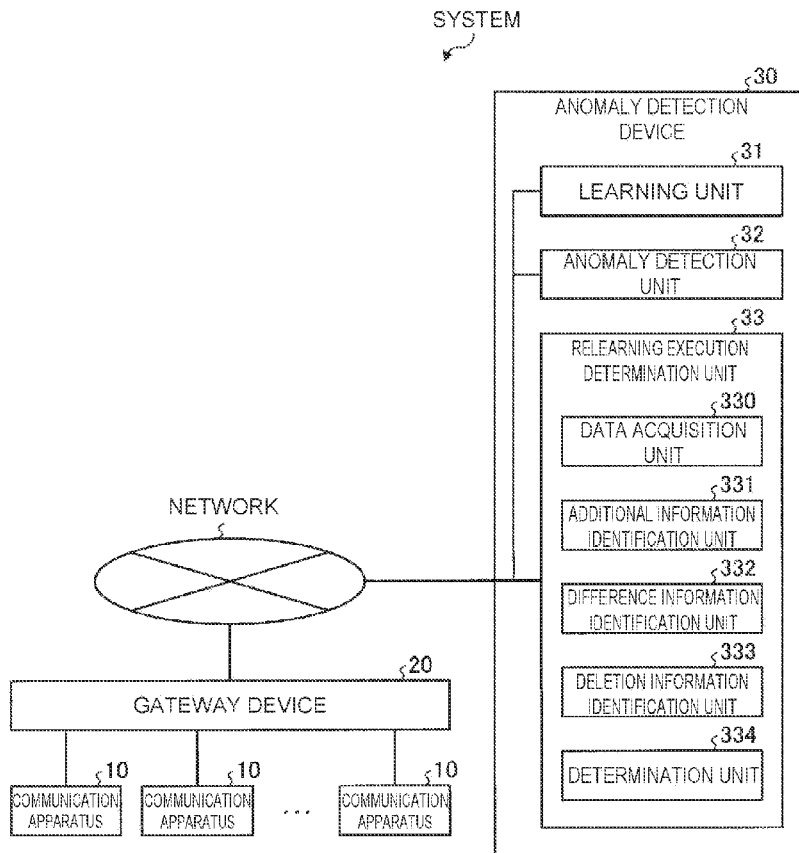 SYSTEM
30
ANOMALY DETECTION
DEVICE
31
LEARNING UNIT
32
ANOMALY DETECTION
UNIT
33
RELEARNING EXECUTION
DETERMINATION UNIT
330
DATA ACQUISITION
UNIT
331
ADDITIONAL INFORMATION
IDENTIFICATION UNIT
332
DIFFERENCE INFORMATION
IDENTIFICATION UNIT
333
DELETION INFORMATION
IDENTIFICATION UNIT
334
DETERMINATION UNIT
NETWORK
20
GATEWAY DEVICE
10
COMMUNICATION
APPARATUS
10
COMMUNICATION
APPARATUS
...
10
COMMUNICATION
APPARATUS